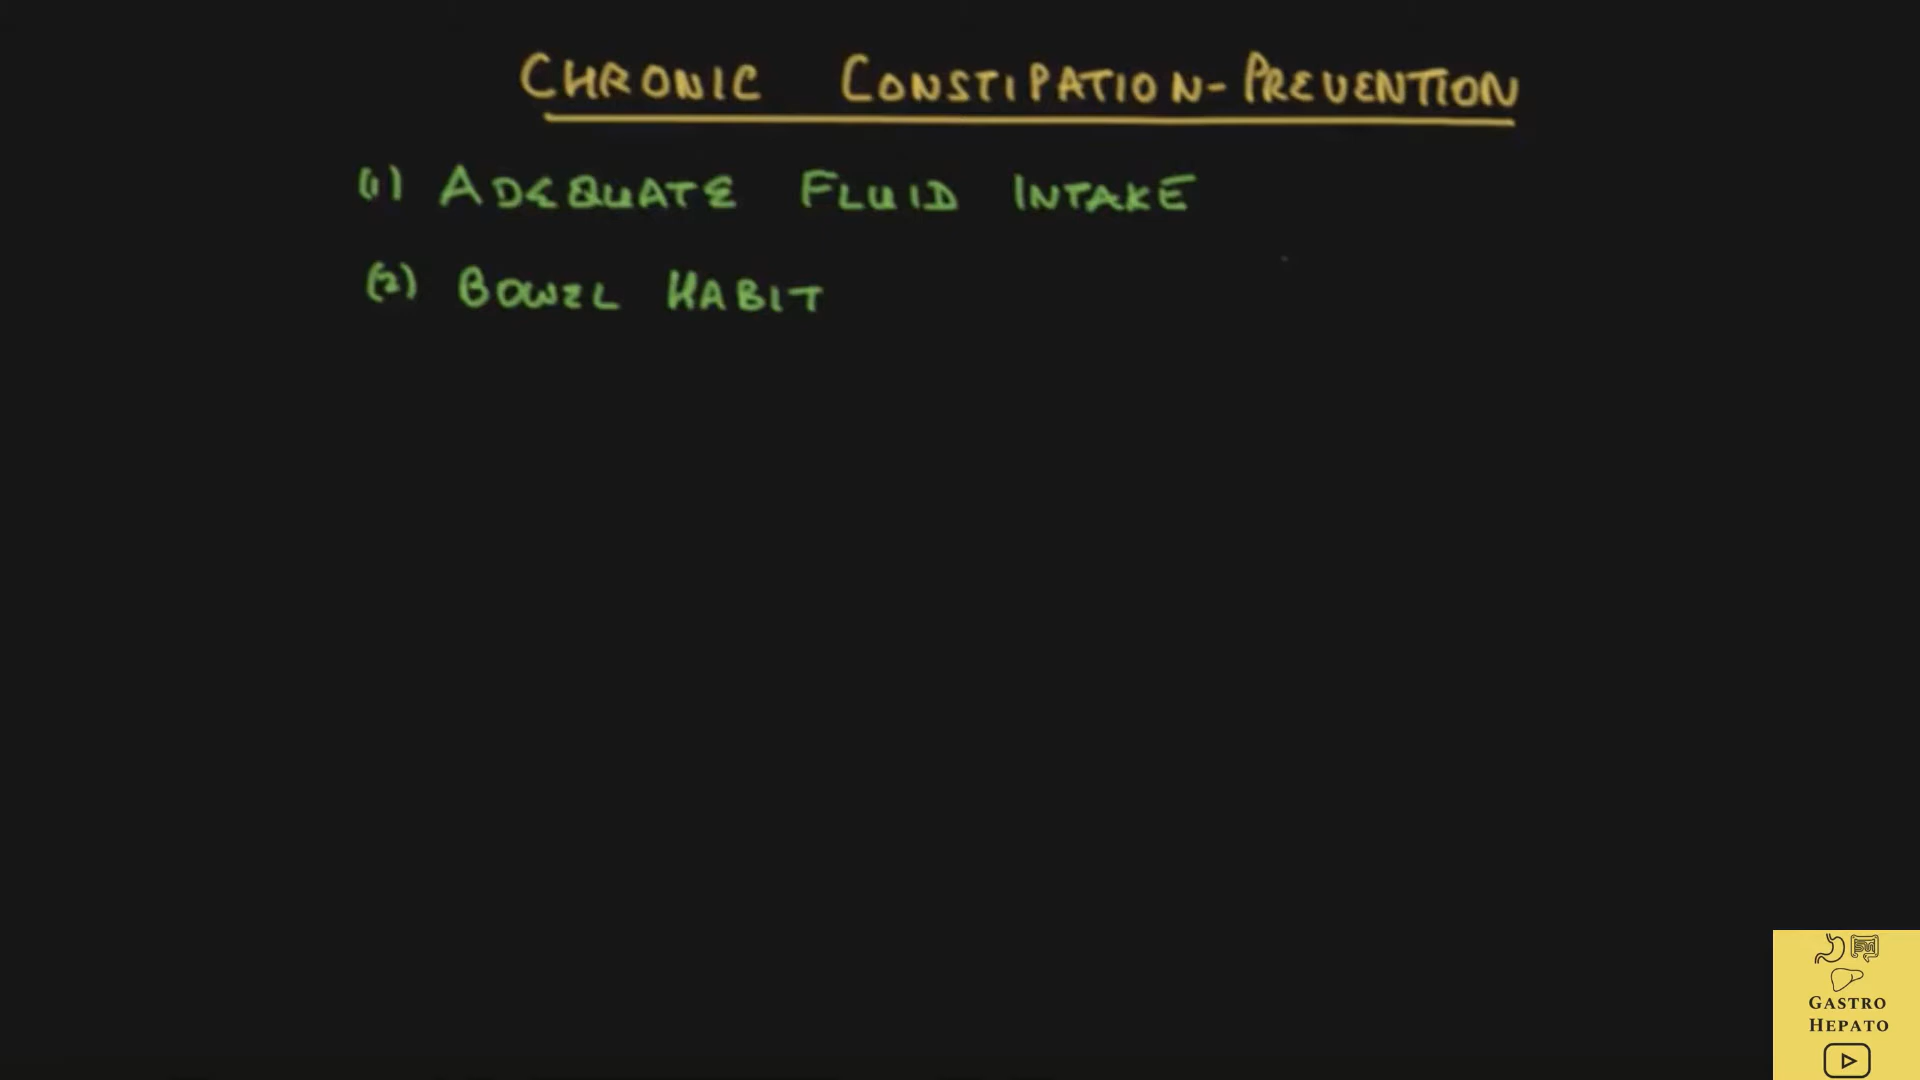 CHRONIC CONSTIPATION-PREVENTION
(1) ADEQUATE FLUID INTAKE
(2) BOWEL HABIT
GASTRO
HEPATO